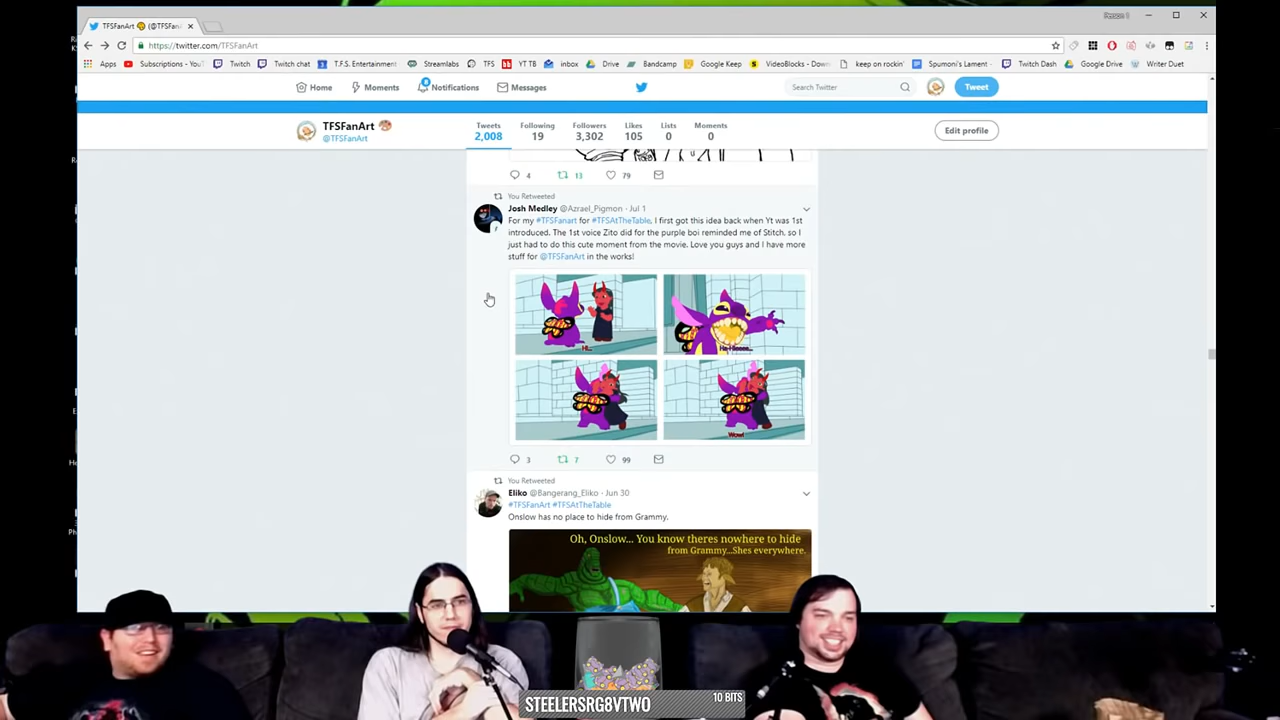 TFSFanArt (@TFSFan
Person 1
https://twitter.com/TFSFanArt
Apps Subscriptions - You Twitch Twitch chat Streamlabs T.F.S. Entertainment TFS YT TB inbox Drive Bandcamp Google Keep VideoBlocks - Down keep on rockin' Spumoni's Lament Twitch Dash Google Drive Writer Duet
Home Moments Notifications Messages Search Twitter Tweet
TFSFanArt
@TFSFanArt
Tweets Following Followers Likes Lists Moments
2,008 19 3,302 105 0 0
Edit profile
4 13 79
You Retweeted
Josh Medley @Azrael_Pigmon · Jul 1
For my #TFSFanart for #TFSAtTheTable, I first got this idea back when Yt was 1st
introduced. The 1st voice Zito did for the purple boi reminded me of Stitch, so I
just had to do this cute moment from the movie. Love you guys and I have more
stuff for @TFSFanArt in the works!
Hi...
Wow!
3 7 99
You Retweeted
Eliko @Bangerang_Eliko · Jun 30
#TFSFanArt #TFSAtTheTable
Onslow has no place to hide from Grammy.
Oh, Onslow... You know theres nowhere to hide
from Grammy...Shes everywhere.
STEELERSRG8VTWO
10 BITS